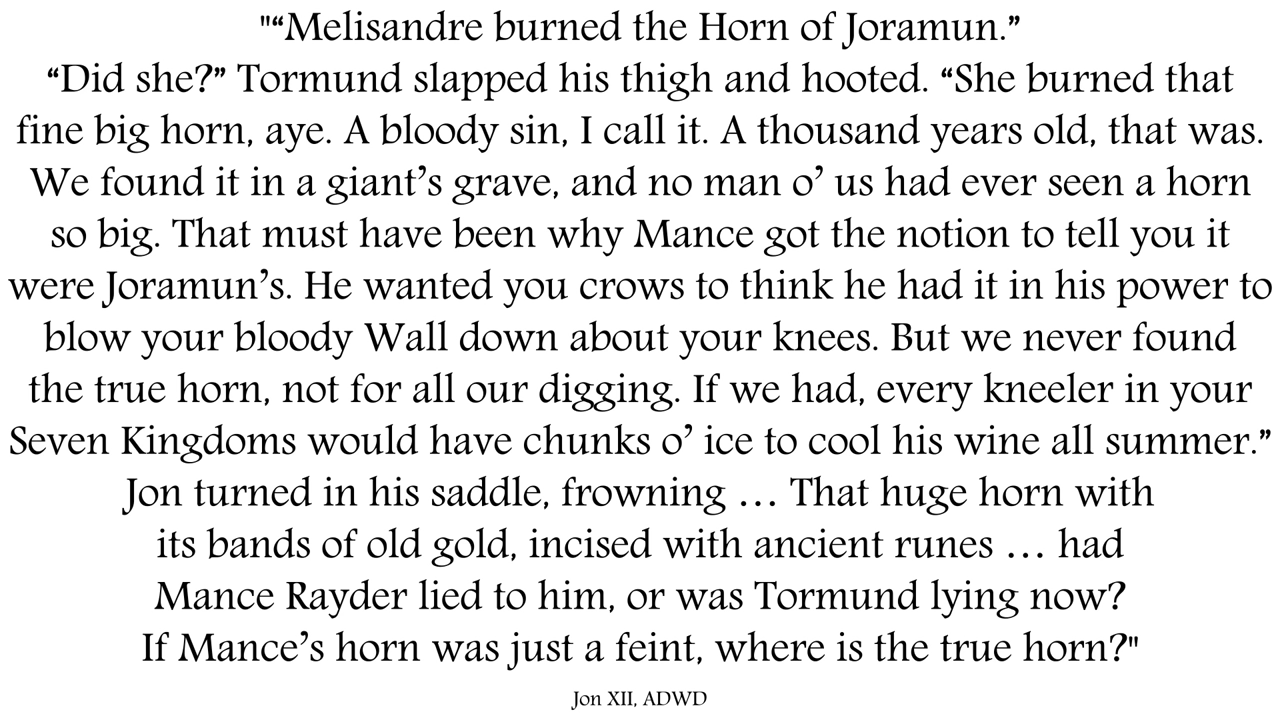 "“Melisandre burned the Horn of Joramun.”
“Did she?” Tormund slapped his thigh and hooted. “She burned that
fine big horn, aye. A bloody sin, I call it. A thousand years old, that was.
We found it in a giant’s grave, and no man o’ us had ever seen a horn
so big. That must have been why Mance got the notion to tell you it
were Joramun’s. He wanted you crows to think he had it in his power to
blow your bloody Wall down about your knees. But we never found
the true horn, not for all our digging. If we had, every kneeler in your
Seven Kingdoms would have chunks o’ ice to cool his wine all summer.”
Jon turned in his saddle, frowning … That huge horn with
its bands of old gold, incised with ancient runes … had
Mance Rayder lied to him, or was Tormund lying now?
If Mance’s horn was just a feint, where is the true horn?"
Jon XII, ADWD